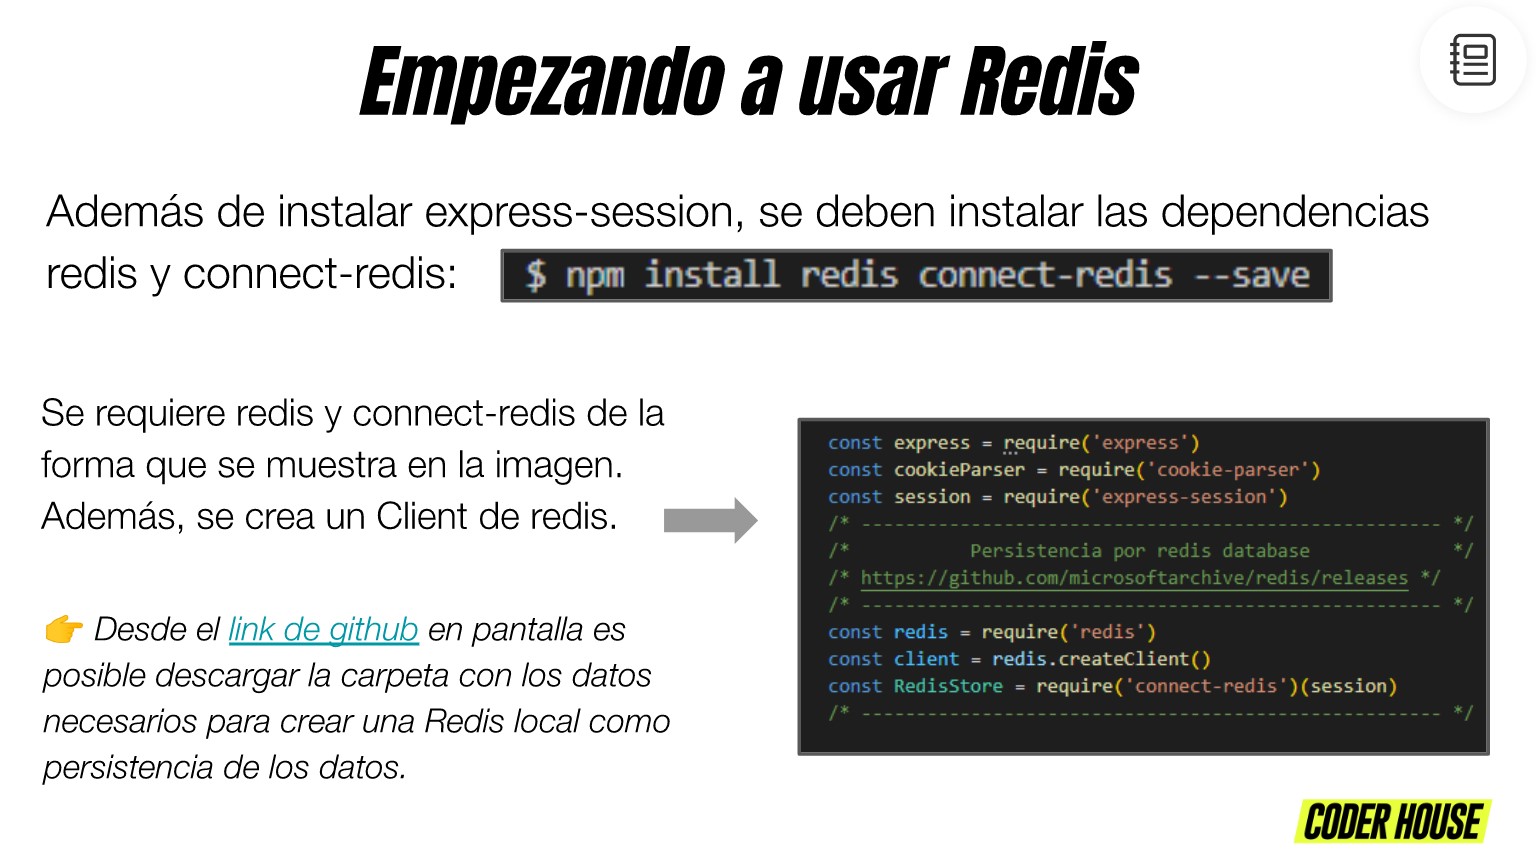 Empezando a usar Redis
Además de instalar express-session, se deben instalar las dependencias
redis y connect-redis:
$ npm install redis connect-redis --save
Se requiere redis y connect-redis de la
forma que se muestra en la imagen.
Además, se crea un Client de redis.
👉 Desde el link de github en pantalla es
posible descargar la carpeta con los datos
necesarios para crear una Redis local como
persistencia de los datos.
const express = require('express')
const cookieParser = require('cookie-parser')
const session = require('express-session')
/* ----------------------------------------------------- */
/*           Persistencia por redis database             */
/* https://github.com/microsoftarchive/redis/releases */
/* ----------------------------------------------------- */
const redis = require('redis')
const client = redis.createClient()
const RedisStore = require('connect-redis')(session)
/* ----------------------------------------------------- */
CODER HOUSE